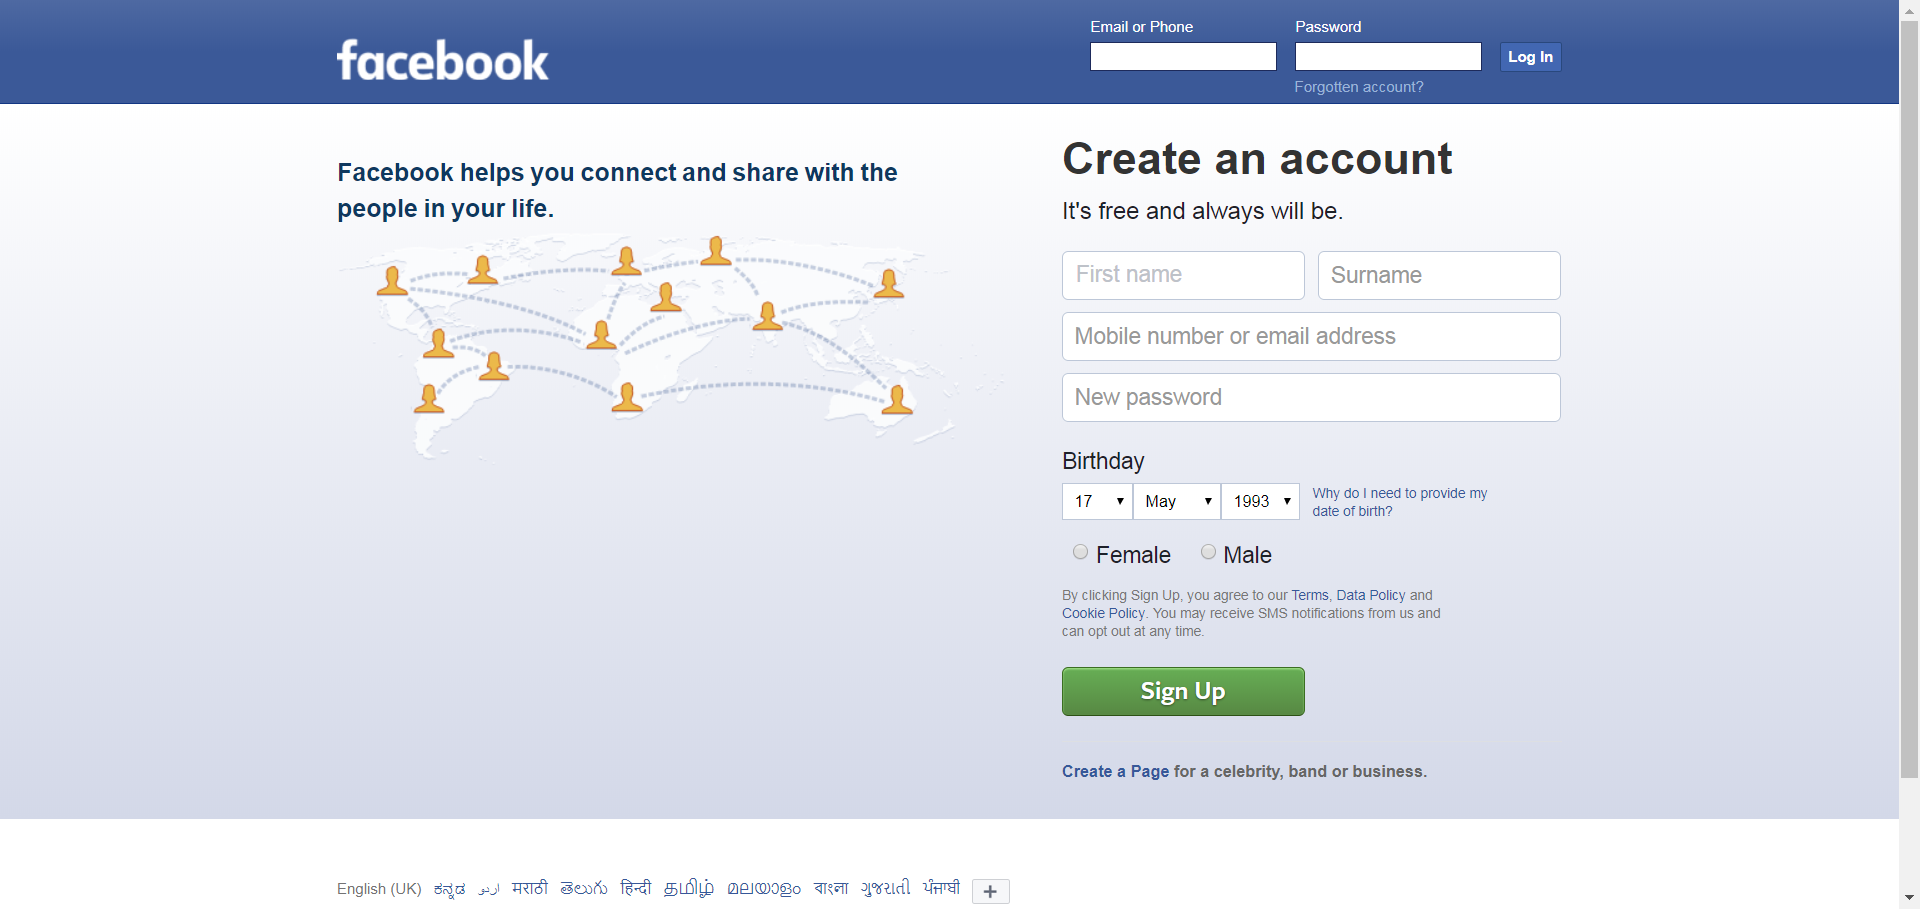 facebook
Email or Phone
Password
Log In
Forgotten account?
Facebook helps you connect and share with the
people in your life.
Create an account
It's free and always will be.
First name
Surname
Mobile number or email address
New password
Birthday
17 May 1993
Why do I need to provide my
date of birth?
Female Male
By clicking Sign Up, you agree to our Terms, Data Policy and
Cookie Policy. You may receive SMS notifications from us and
can opt out at any time.
Sign Up
Create a Page for a celebrity, band or business.
English (UK) ಕನ್ನಡ اردو मराठी తెలుగు हिन्दी தமிழ் മലയാളം বাংলা ગુજરાતી ਪੰਜਾਬੀ +